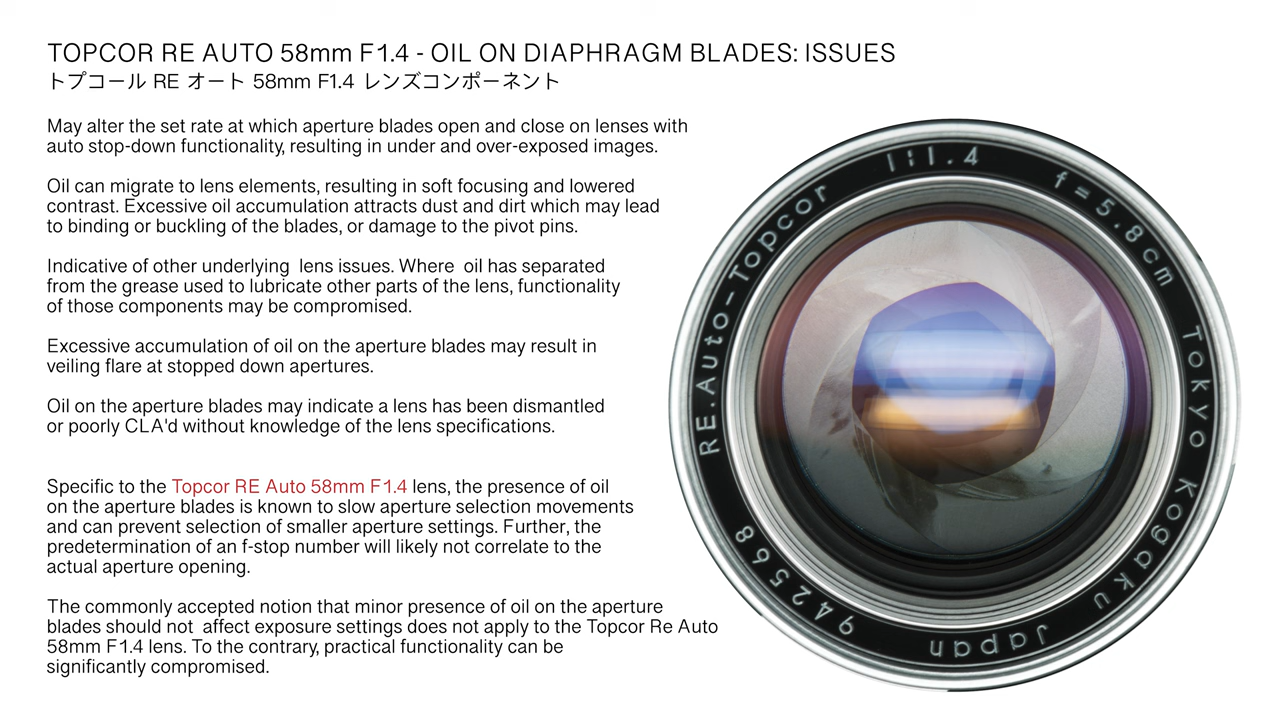 TOPCOR RE AUTO 58mm F1.4 - OIL ON DIAPHRAGM BLADES: ISSUES
トプコール RE オート 58mm F1.4 レンズコンポーネント
May alter the set rate at which aperture blades open and close on lenses with
auto stop-down functionality, resulting in under and over-exposed images.
Oil can migrate to lens elements, resulting in soft focusing and lowered
contrast. Excessive oil accumulation attracts dust and dirt which may lead
to binding or buckling of the blades, or damage to the pivot pins.
Indicative of other underlying  lens issues. Where  oil has separated
from the grease used to lubricate other parts of the lens, functionality
of those components may be compromised.
Excessive accumulation of oil on the aperture blades may result in
veiling flare at stopped down apertures.
Oil on the aperture blades may indicate a lens has been dismantled
or poorly CLA'd without knowledge of the lens specifications.
Specific to the Topcor RE Auto 58mm F1.4 lens, the presence of oil
on the aperture blades is known to slow aperture selection movements
and can prevent selection of smaller aperture settings. Further, the
predetermination of an f-stop number will likely not correlate to the
actual aperture opening.
The commonly accepted notion that minor presence of oil on the aperture
blades should not  affect exposure settings does not apply to the Topcor Re Auto
58mm F1.4 lens. To the contrary, practical functionality can be
significantly compromised.
RE.Auto-Topcor 1:1.4 f=5.8cm Tokyo Kogaku Japan 942568